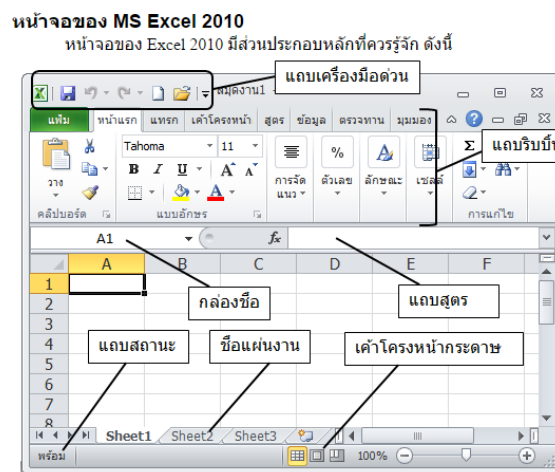 หน้าจอของ MS Excel 2010
หน้าจอของ Excel 2010 มีส่วนประกอบหลักที่ควรรู้จัก ดังนี้
สมุดงาน1
แถบเครื่องมือด่วน
แฟ้ม หน้าแรก แทรก เค้าโครงหน้า สูตร ข้อมูล ตรวจทาน มุมมอง
แถบริบบิ้น
Tahoma 11
B I U A A
วาง
การจัดแนว
ตัวเลข
ลักษณะ
เซลล์
คลิปบอร์ด แบบอักษร การแก้ไข
A1 fx
A B C D E F
1
2
3
4
5
6
7
8
กล่องชื่อ
แถบสูตร
แถบสถานะ
ชื่อแผ่นงาน
เค้าโครงหน้ากระดาษ
Sheet1 Sheet2 Sheet3
พร้อม 100%